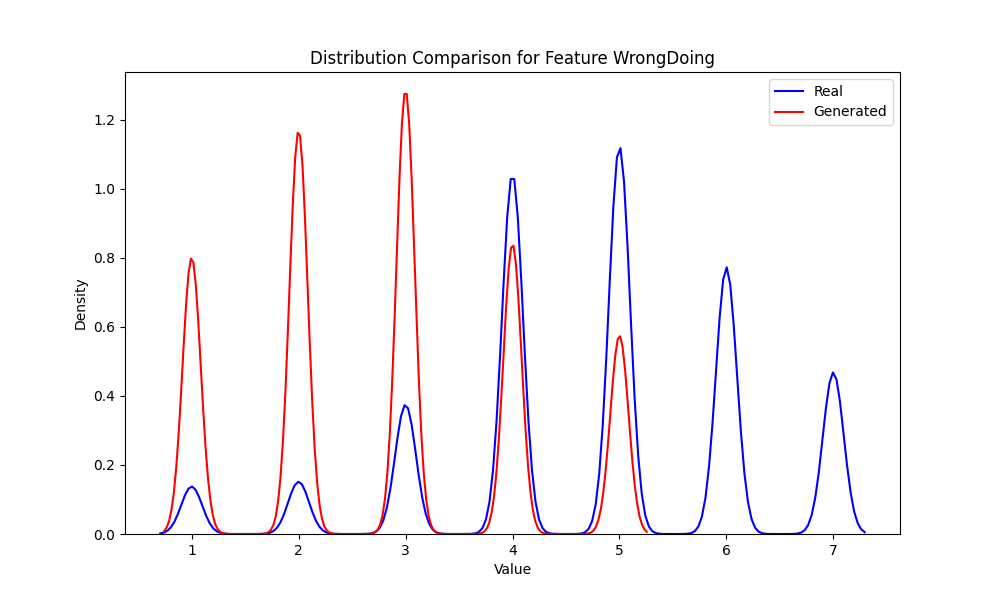 Distribution Comparison for Feature WrongDoing
Real
Generated
Density
1.2
1.0
0.8
0.6
0.4
0.2
0.0
1 2 3 4 5 6 7
Value